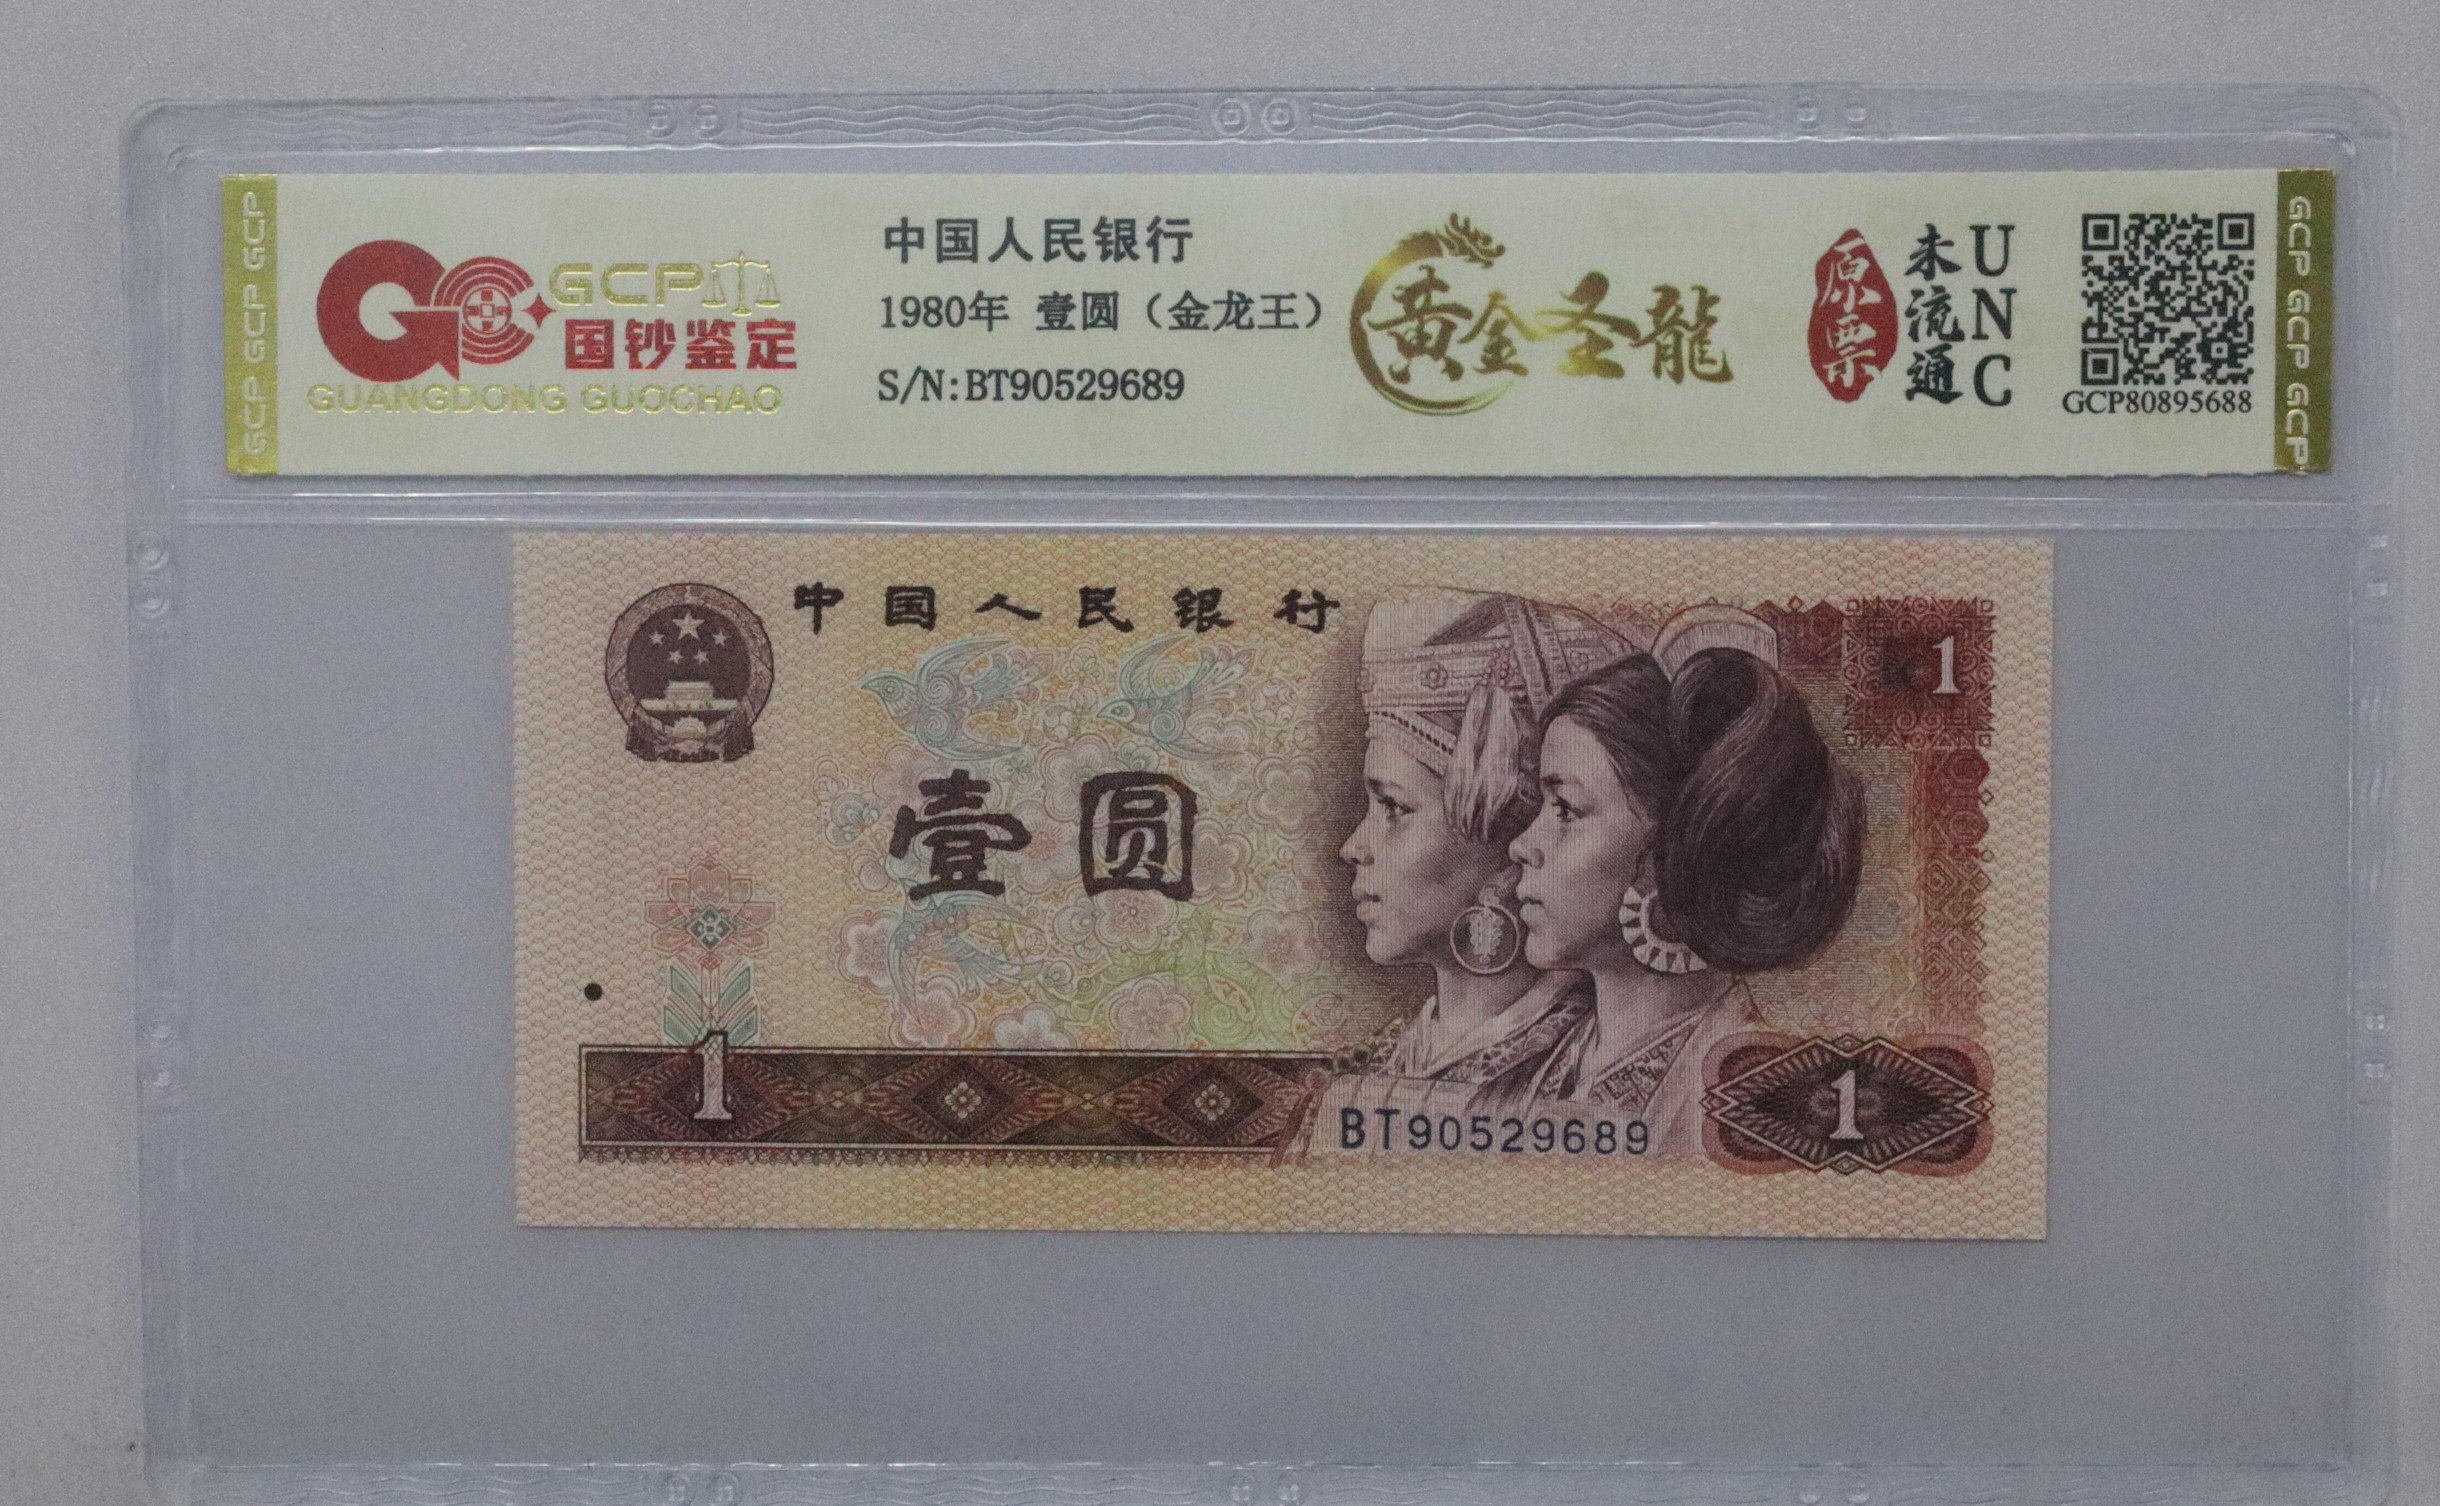 GCP GCP GCP
GCP
国钞鉴定
GUANGDONG GUOCHAO
中国人民银行
1980年 壹圆（金龙王）
S/N:BT90529689
黄金圣龍
原票
未流通
UNC
GCP80895688
GCP GCP GCP
中国人民银行
1
壹圆
1
BT90529689
1